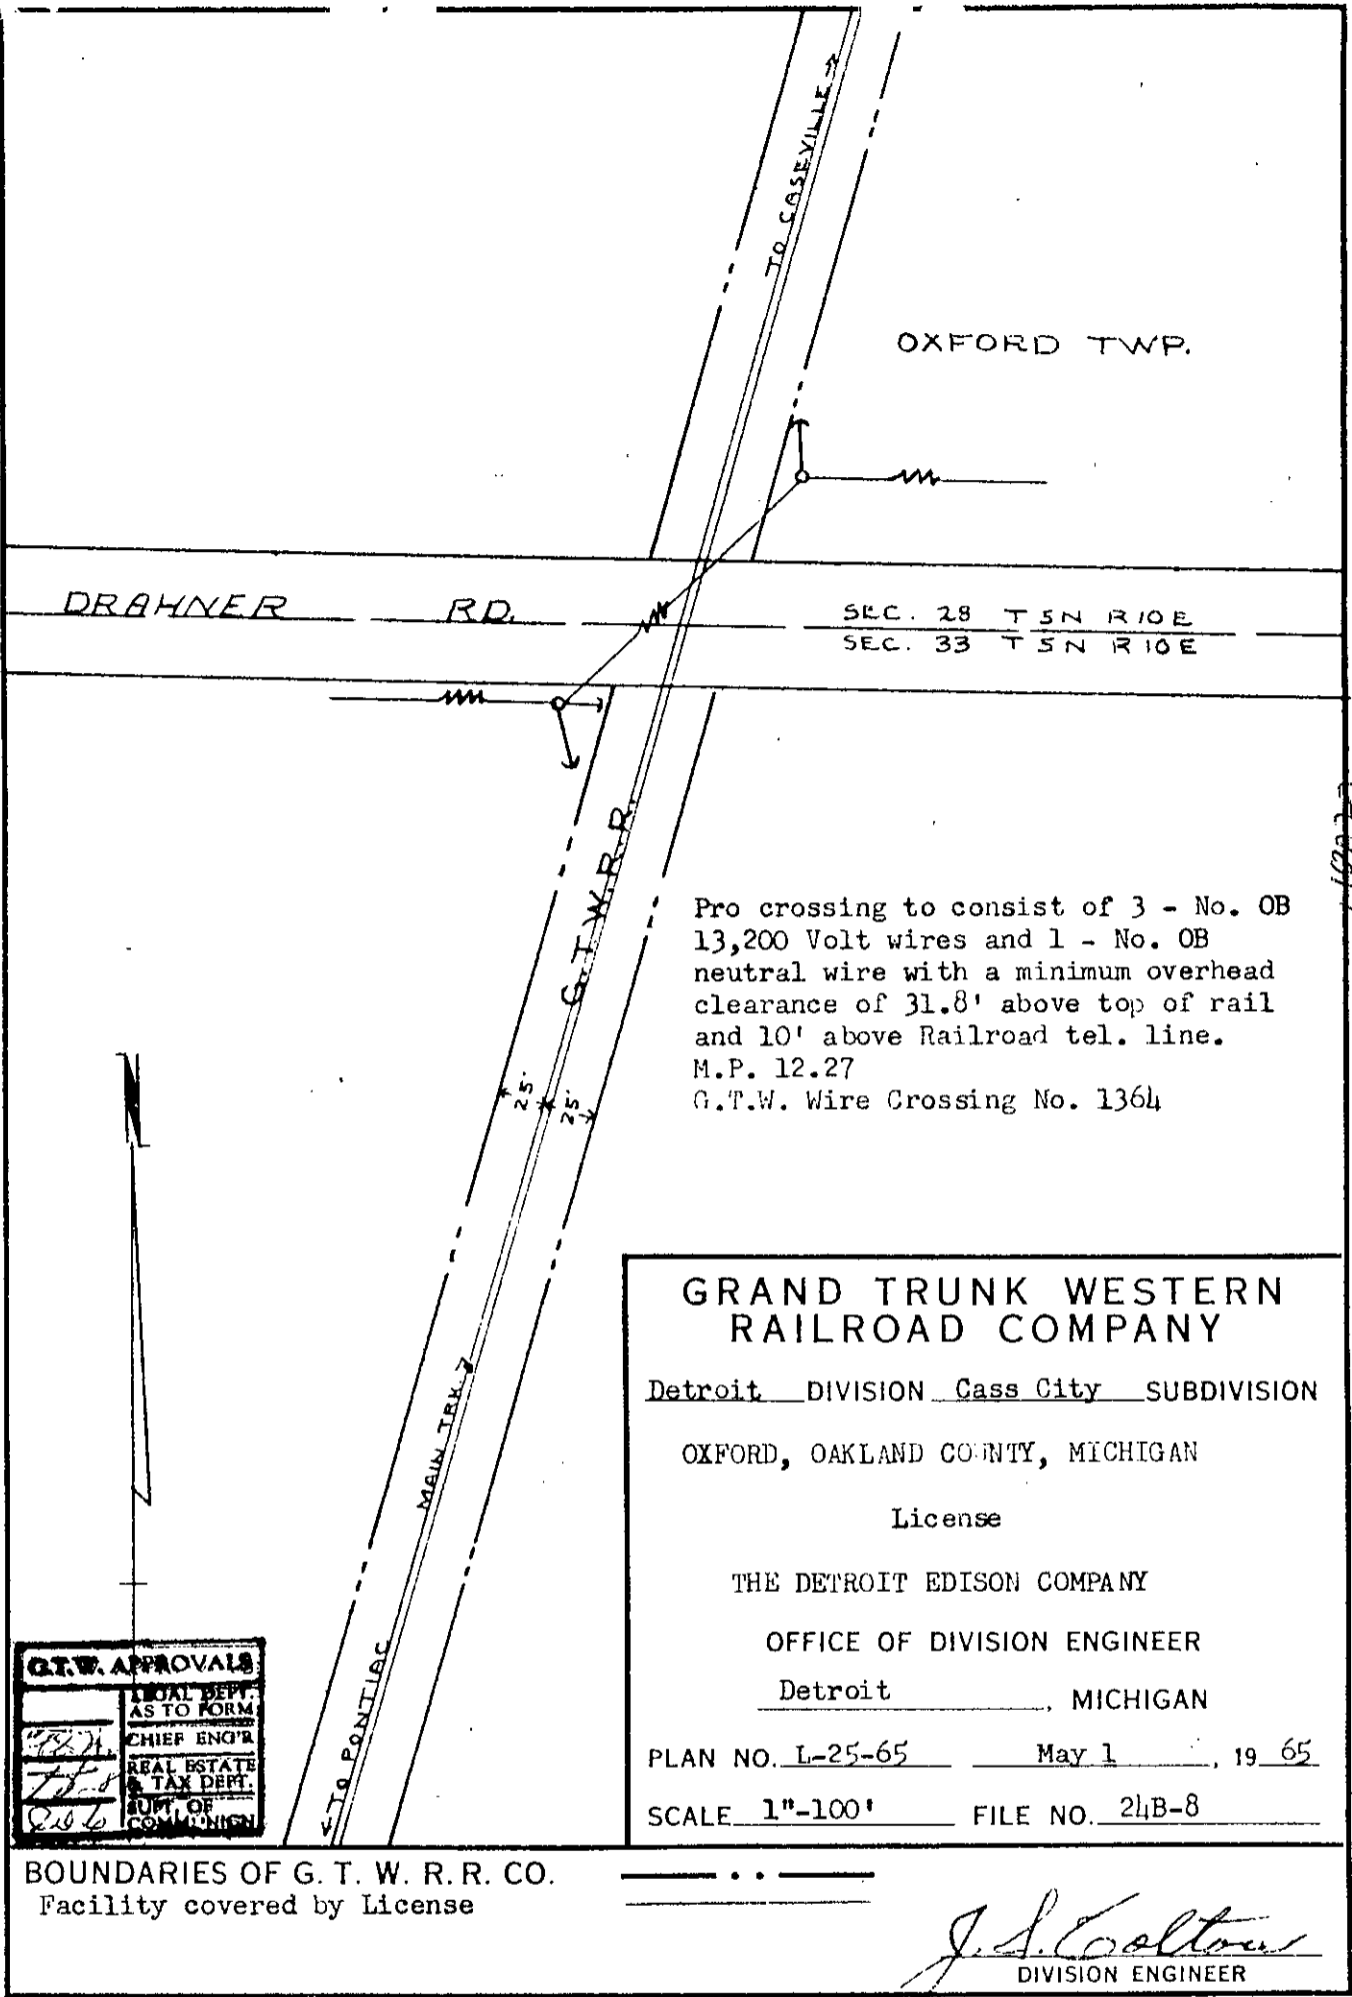 TO CASEVILLE
OXFORD TWP.
DRAHNER RD.
SEC. 28 T5N R10E
SEC. 33 T5N R10E
G.T.W.R.R.
Pro crossing to consist of 3 - No. OB
13,200 Volt wires and 1 - No. OB
neutral wire with a minimum overhead
clearance of 31.8' above top of rail
and 10' above Railroad tel. line.
M.P. 12.27
G.T.W. Wire Crossing No. 1364
25'
25'
N
MAIN TRK.
TO PONTIAC
GRAND TRUNK WESTERN
RAILROAD COMPANY
Detroit DIVISION Cass City SUBDIVISION
OXFORD, OAKLAND COUNTY, MICHIGAN
License
THE DETROIT EDISON COMPANY
OFFICE OF DIVISION ENGINEER
Detroit, MICHIGAN
PLAN NO. L-25-65 May 1, 19 65
SCALE 1"-100' FILE NO. 24B-8
G.T.W. APPROVALS
LEGAL DEPT.
AS TO FORM
CHIEF ENG'R
REAL ESTATE
& TAX DEPT.
SUPT. OF
COMM'NICN
BOUNDARIES OF G. T. W. R. R. CO.
Facility covered by License
J. S. Colton
DIVISION ENGINEER